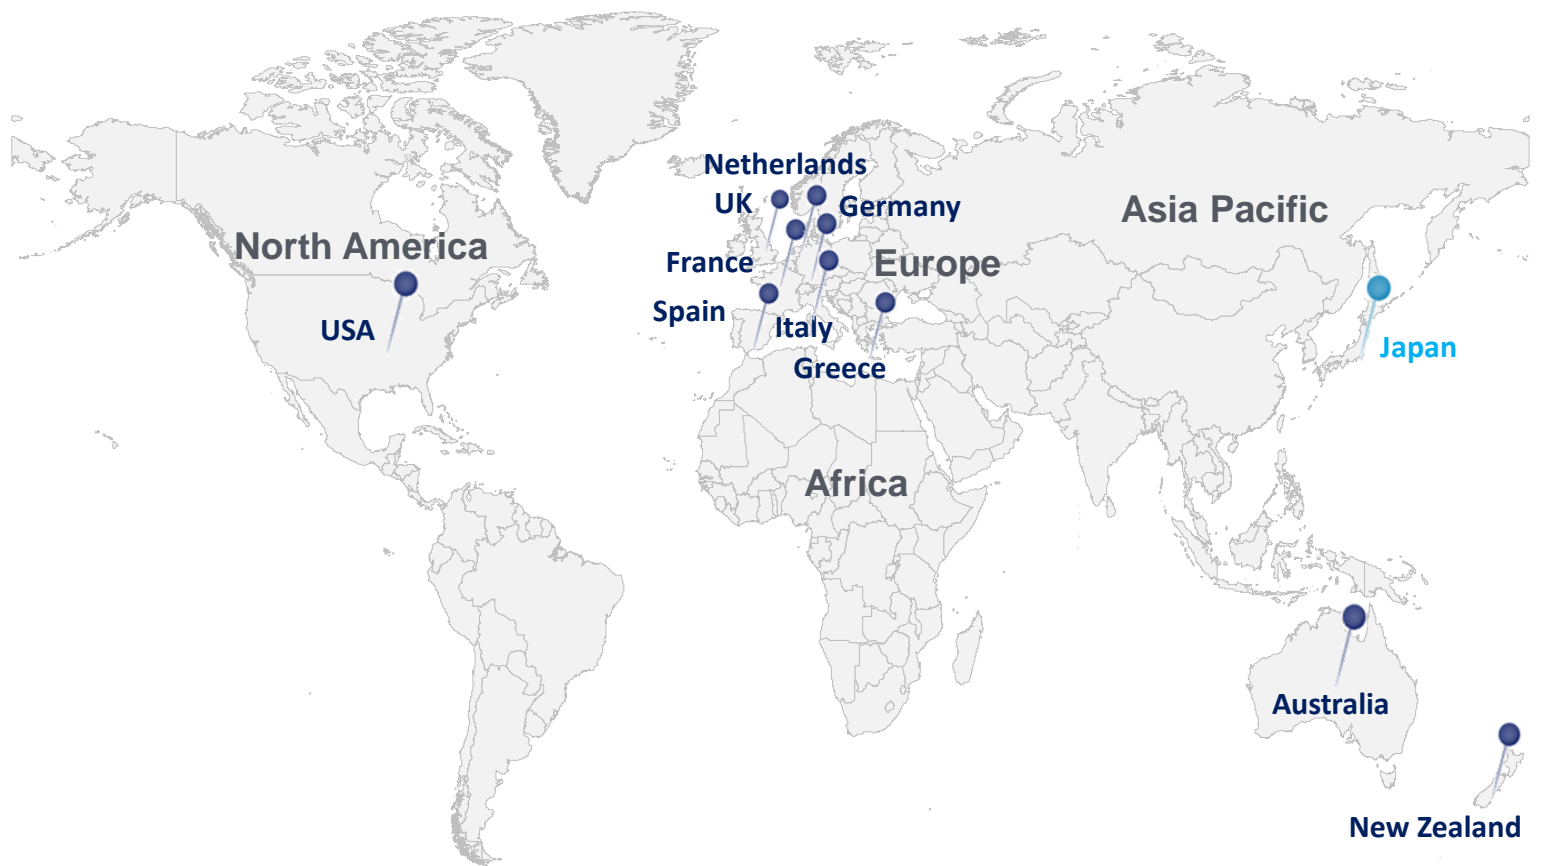 Netherlands
UK
Germany
Asia Pacific
North America
France
Europe
Spain
USA
Italy
Japan
Greece
Africa
Australia
New Zealand